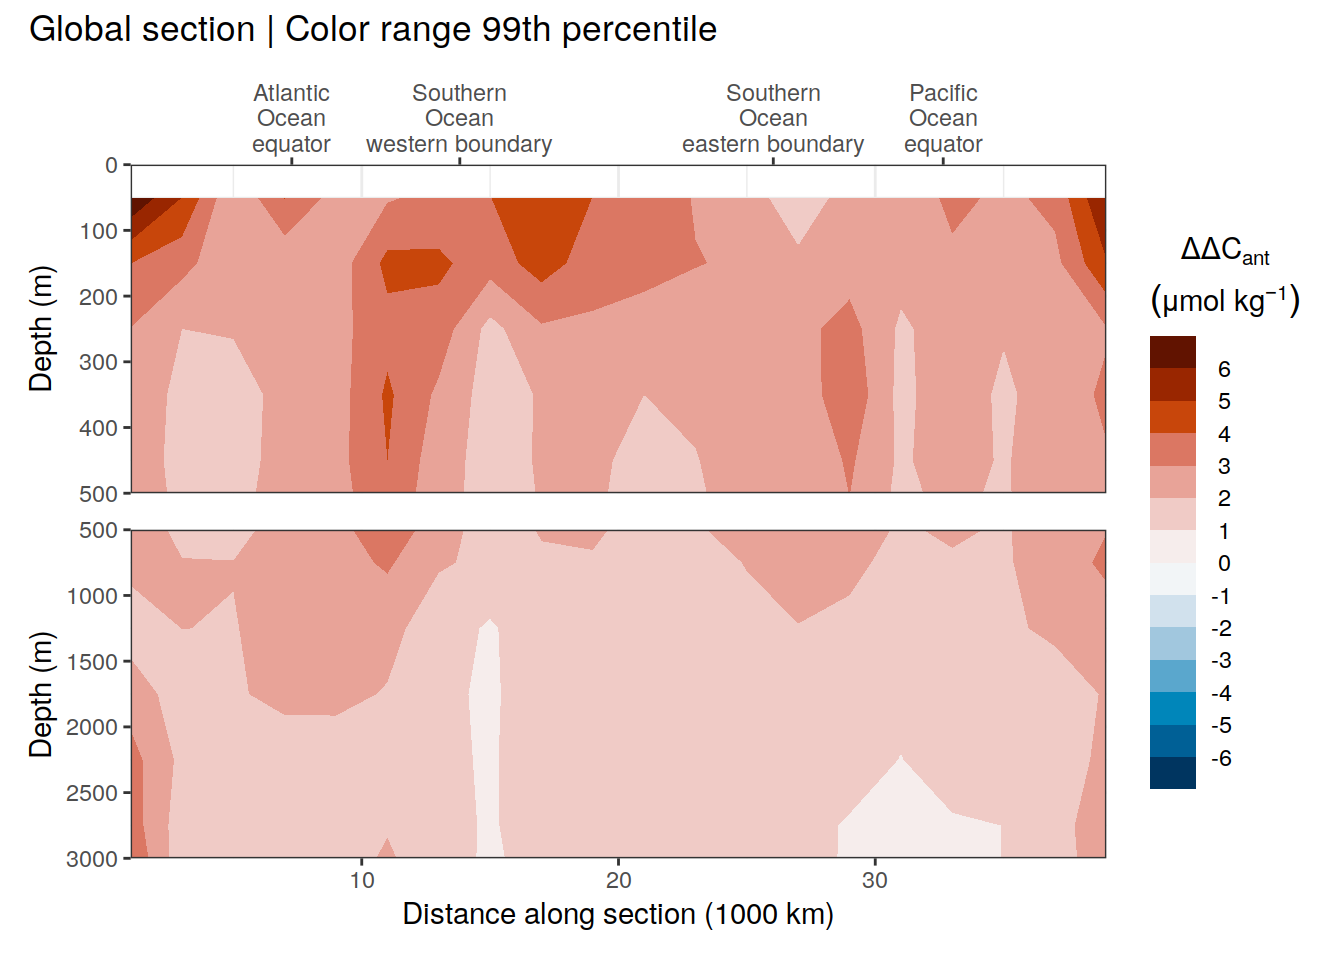 Global section | Color range 99th percentile
Atlantic
Ocean
equator
Southern
Ocean
western boundary
Southern
Ocean
eastern boundary
Pacific
Ocean
equator
Depth (m)
0
100
200
300
400
500
Depth (m)
500
1000
1500
2000
2500
3000
10 20 30
Distance along section (1000 km)
ΔΔCant
(μmol kg⁻¹)
6
5
4
3
2
1
0
-1
-2
-3
-4
-5
-6